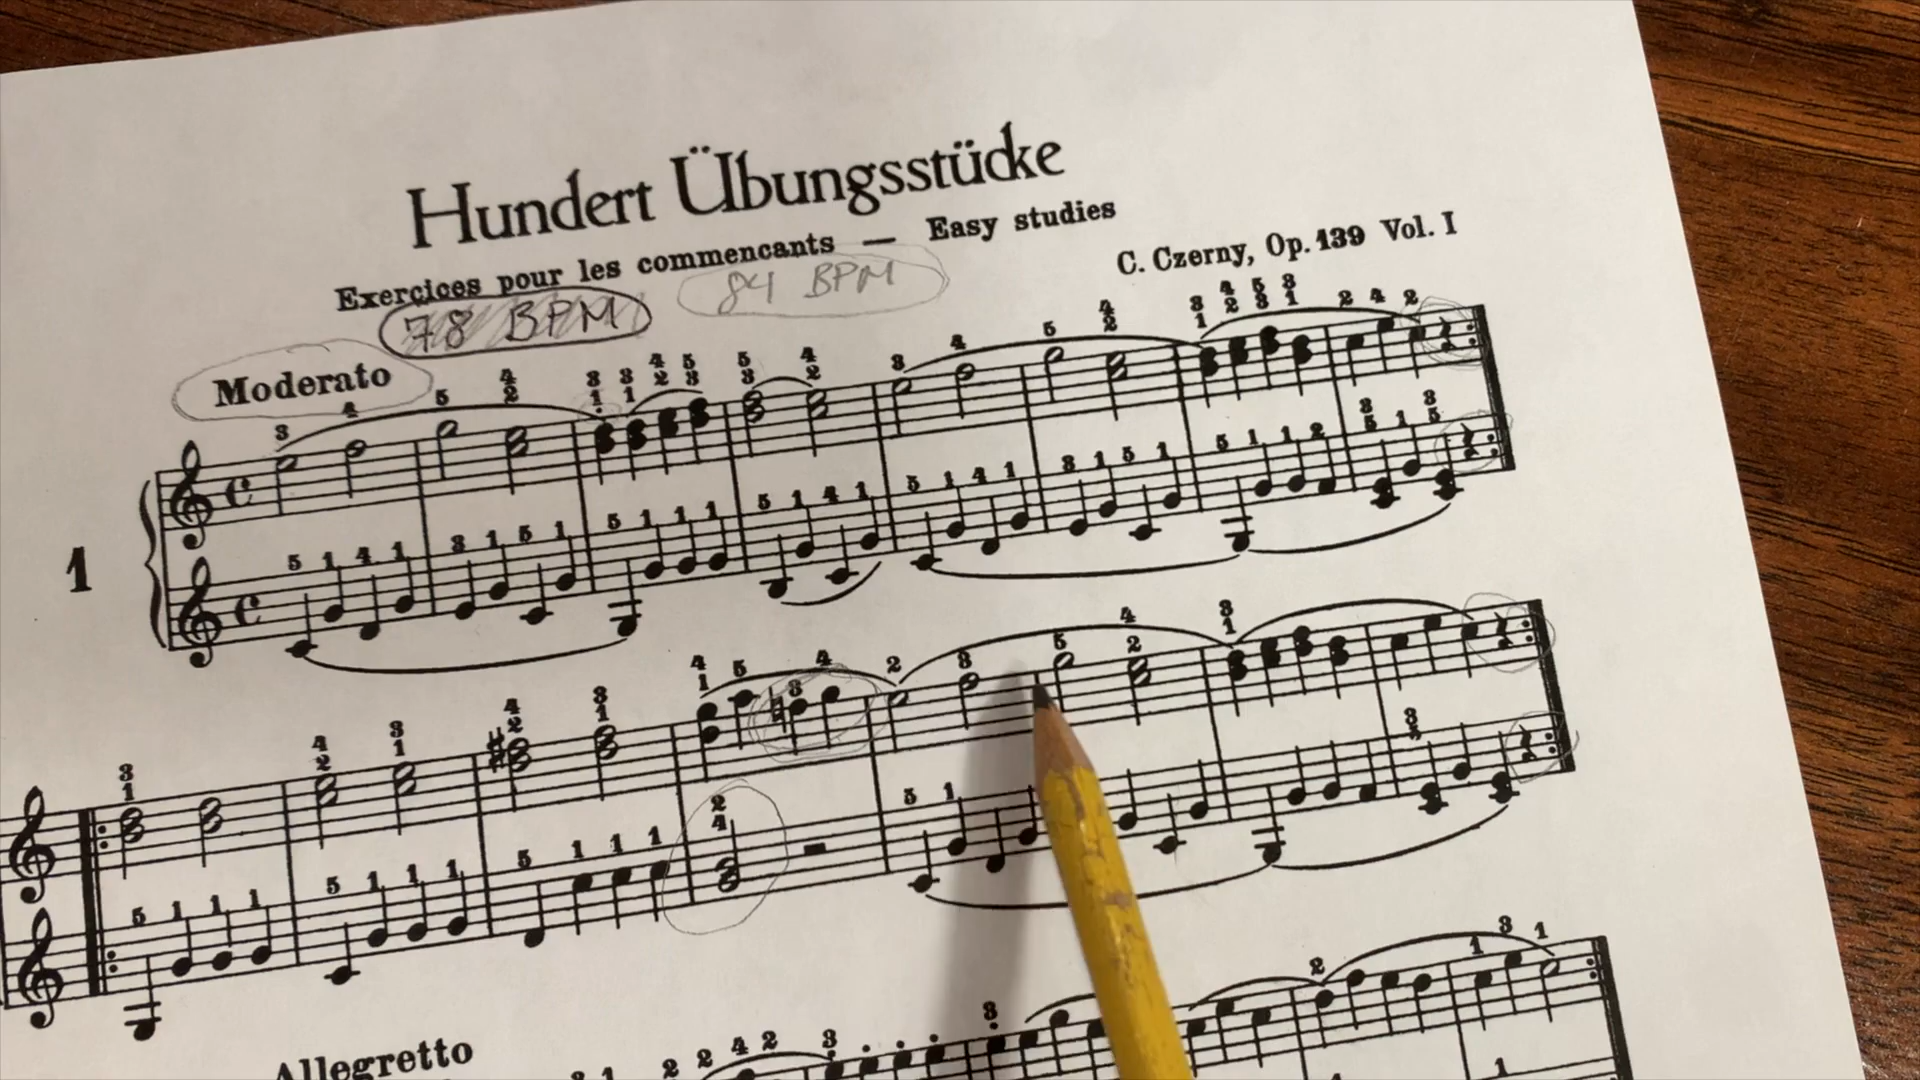 Hundert Übungsstücke
Exercices pour les commencants — Easy studies
C. Czerny, Op. 139 Vol. I
78 BPM
84 BPM
Moderato
1
Allegretto